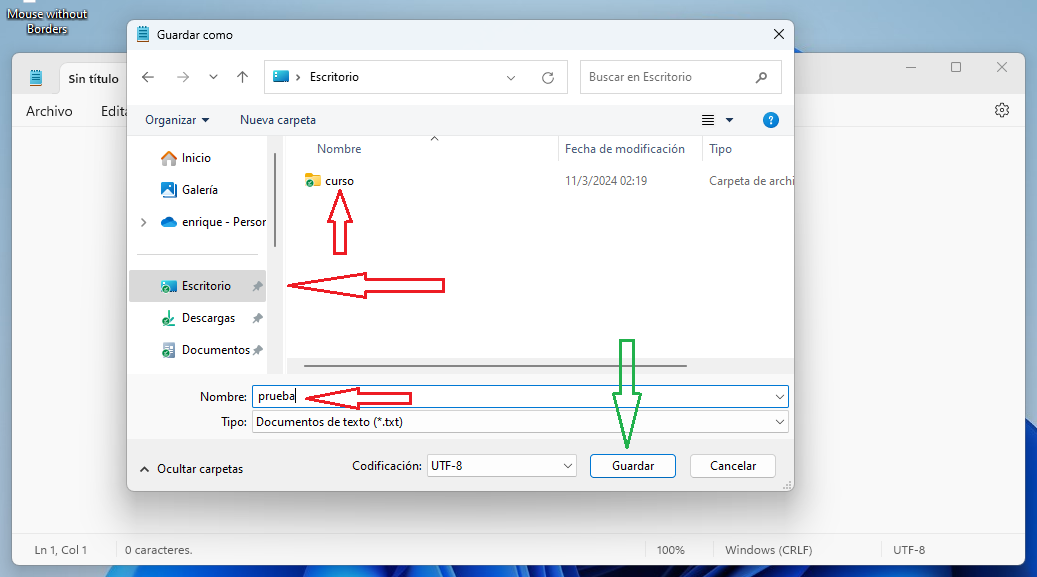 Mouse without
Borders
Guardar como
Sin título
Escritorio
Buscar en Escritorio
Archivo
Edita
Organizar
Nueva carpeta
?
Nombre
Fecha de modificación
Tipo
Inicio
curso
11/3/2024 02:19
Carpeta de archi
Galería
enrique - Person
Escritorio
Descargas
Documentos
Nombre: prueba
Tipo: Documentos de texto (*.txt)
Ocultar carpetas
Codificación: UTF-8
Guardar
Cancelar
Ln 1, Col 1
0 caracteres.
100%
Windows (CRLF)
UTF-8